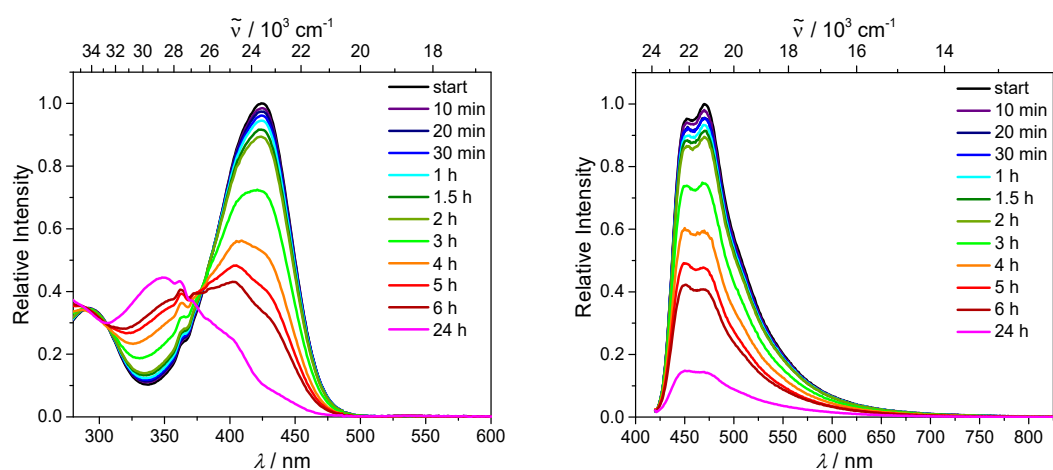 ν̃ / 10³ cm⁻¹
34 32 30 28 26 24 22 20 18
1.0
0.8
0.6
0.4
0.2
0.0
Relative Intensity
start
10 min
20 min
30 min
1 h
1.5 h
2 h
3 h
4 h
5 h
6 h
24 h
300 350 400 450 500 550 600
λ / nm
ν̃ / 10³ cm⁻¹
24 22 20 18 16 14
1.0
0.8
0.6
0.4
0.2
0.0
Relative Intensity
start
10 min
20 min
30 min
1 h
1.5 h
2 h
3 h
4 h
5 h
6 h
24 h
400 450 500 550 600 650 700 750 800
λ / nm